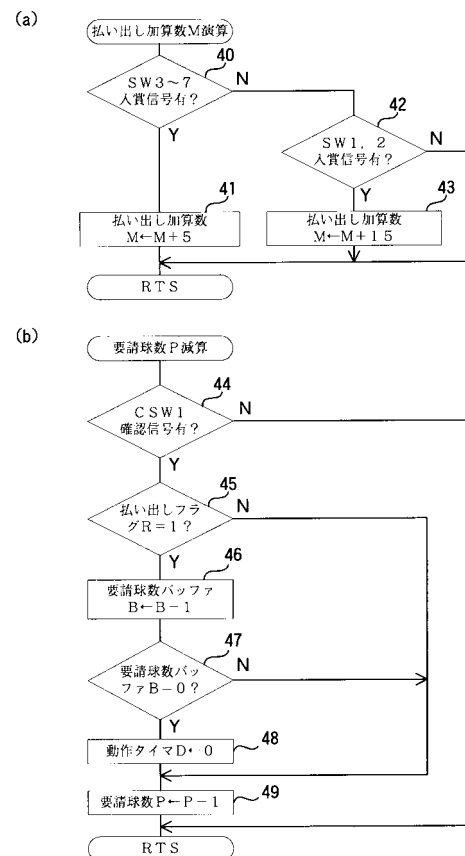 (a)
払い出し加算数M演算
40
SW3～7
入賞信号有？
N
Y
42
SW1，2
入賞信号有？
N
Y
41
払い出し加算数
M←M＋5
43
払い出し加算数
M←M＋15
RTS
(b)
要請球数P減算
44
CSW1
確認信号有？
N
Y
45
払い出しフラ
グR＝1？
N
Y
46
要請球数バッファ
B←B－1
47
要請球数バッ
ファB－0？
N
Y
48
動作タイマD←0
49
要請球数P←P－1
RTS